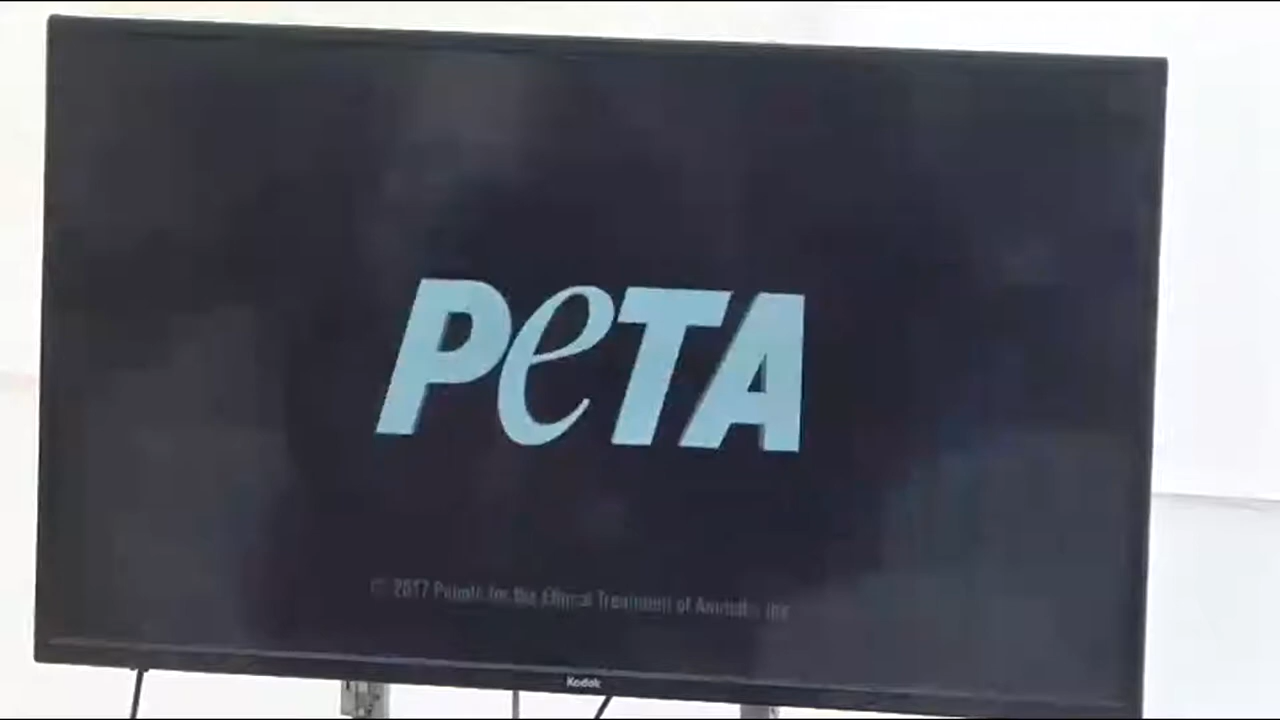 PeTA
© 2017 People for the Ethical Treatment of Animals, Inc
Kodak